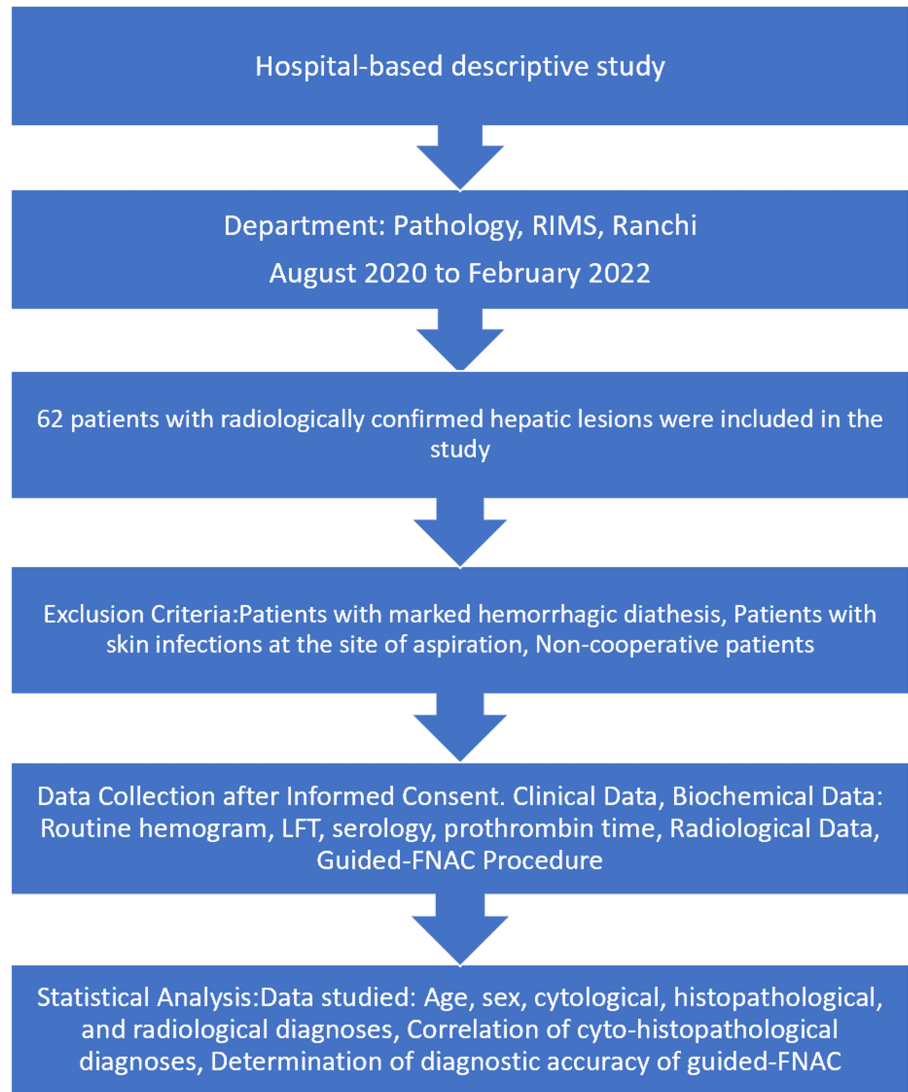 Hospital-based descriptive study
Department: Pathology, RIMS, Ranchi
August 2020 to February 2022
62 patients with radiologically confirmed hepatic lesions were included in the
study
Exclusion Criteria:Patients with marked hemorrhagic diathesis, Patients with
skin infections at the site of aspiration, Non-cooperative patients
Data Collection after Informed Consent. Clinical Data, Biochemical Data:
Routine hemogram, LFT, serology, prothrombin time, Radiological Data,
Guided-FNAC Procedure
Statistical Analysis:Data studied: Age, sex, cytological, histopathological,
and radiological diagnoses, Correlation of cyto-histopathological
diagnoses, Determination of diagnostic accuracy of guided-FNAC